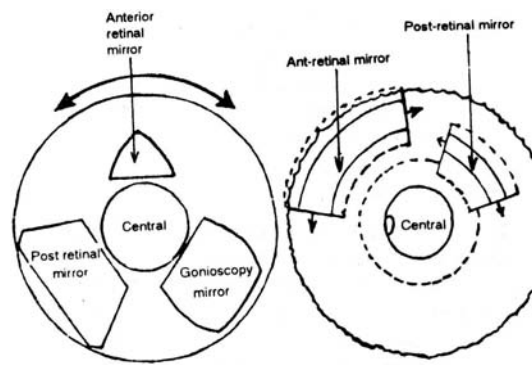 Anterior
retinal
mirror
Central
Post retinal
mirror
Gonioscopy
mirror
Post-retinal mirror
Ant-retinal mirror
Central